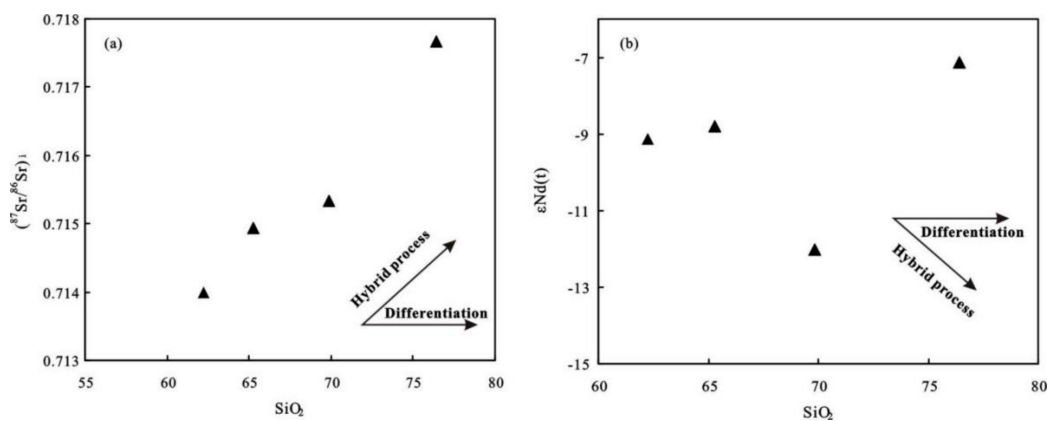 (a)
0.718
0.717
0.716
0.715
0.714
0.713
(⁸⁷Sr/⁸⁶Sr)i
55
60
65
70
75
80
SiO₂
Hybrid process
Differentiation
(b)
-7
-9
-11
-13
-15
εNd(t)
60
65
70
75
80
SiO₂
Differentiation
Hybrid process